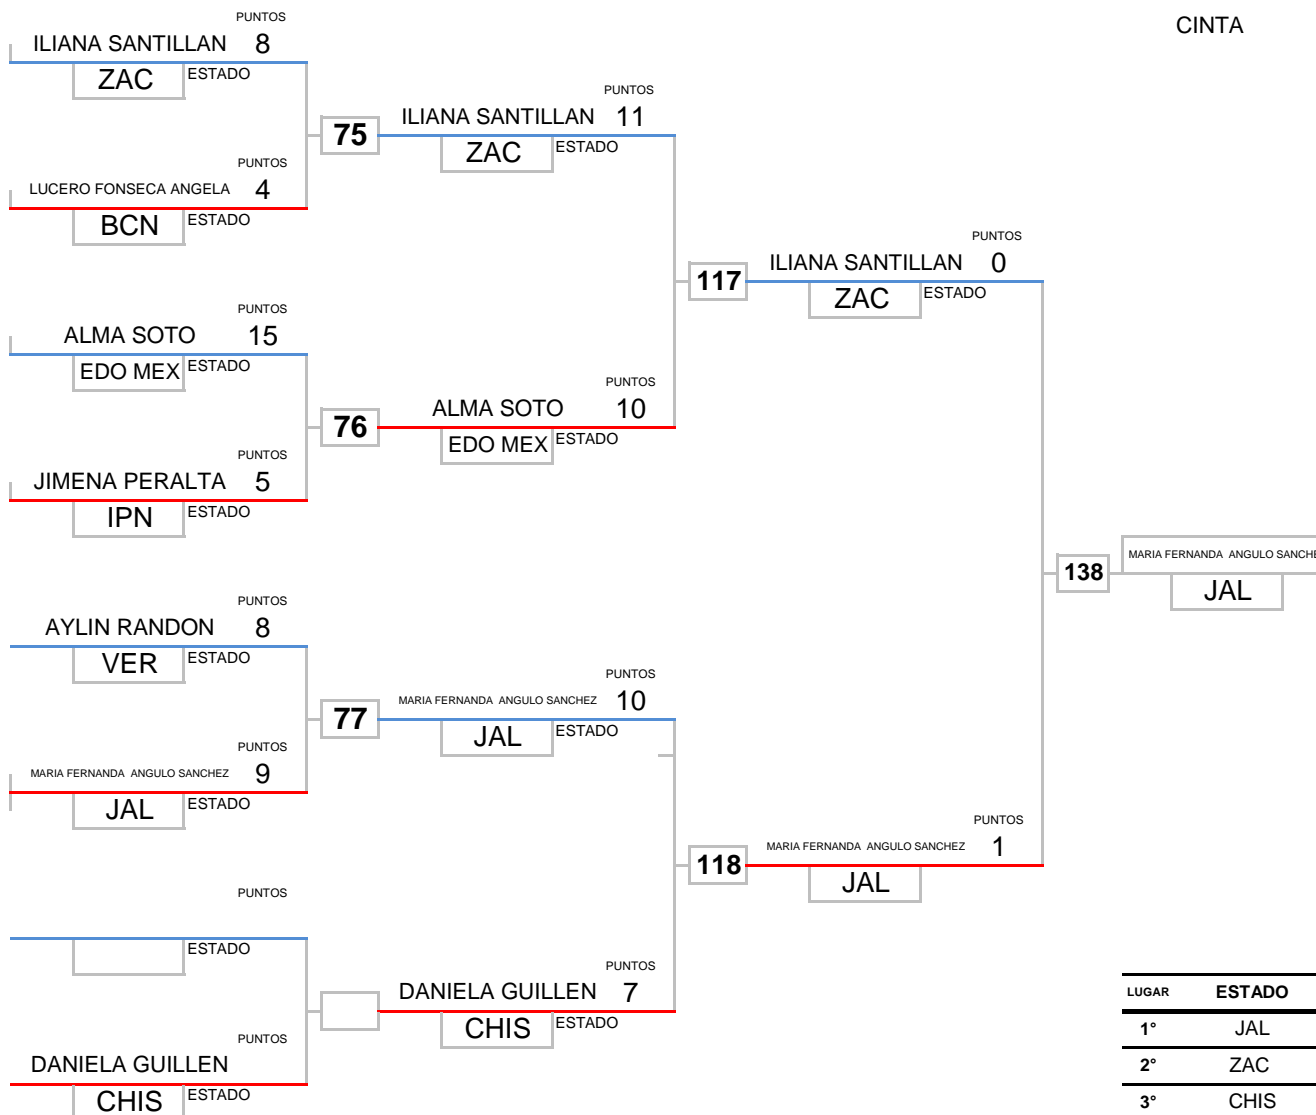 CINTA
PUNTOS
ILIANA SANTILLAN 8
ZAC ESTADO
75
PUNTOS
LUCERO FONSECA ANGELA 4
BCN ESTADO
PUNTOS
ILIANA SANTILLAN 11
ZAC ESTADO
PUNTOS
ALMA SOTO 15
EDO MEX ESTADO
76
PUNTOS
JIMENA PERALTA 5
IPN ESTADO
PUNTOS
ALMA SOTO 10
EDO MEX ESTADO
117
PUNTOS
ILIANA SANTILLAN 0
ZAC ESTADO
PUNTOS
AYLIN RANDON 8
VER ESTADO
77
PUNTOS
MARIA FERNANDA ANGULO SANCHEZ 9
JAL ESTADO
PUNTOS
MARIA FERNANDA ANGULO SANCHEZ 10
JAL ESTADO
PUNTOS
ESTADO
PUNTOS
DANIELA GUILLEN
CHIS ESTADO
PUNTOS
DANIELA GUILLEN 7
CHIS ESTADO
118
PUNTOS
MARIA FERNANDA ANGULO SANCHEZ 1
JAL
138
MARIA FERNANDA ANGULO SANCHE
JAL
LUGAR ESTADO
1° JAL
2° ZAC
3° CHIS